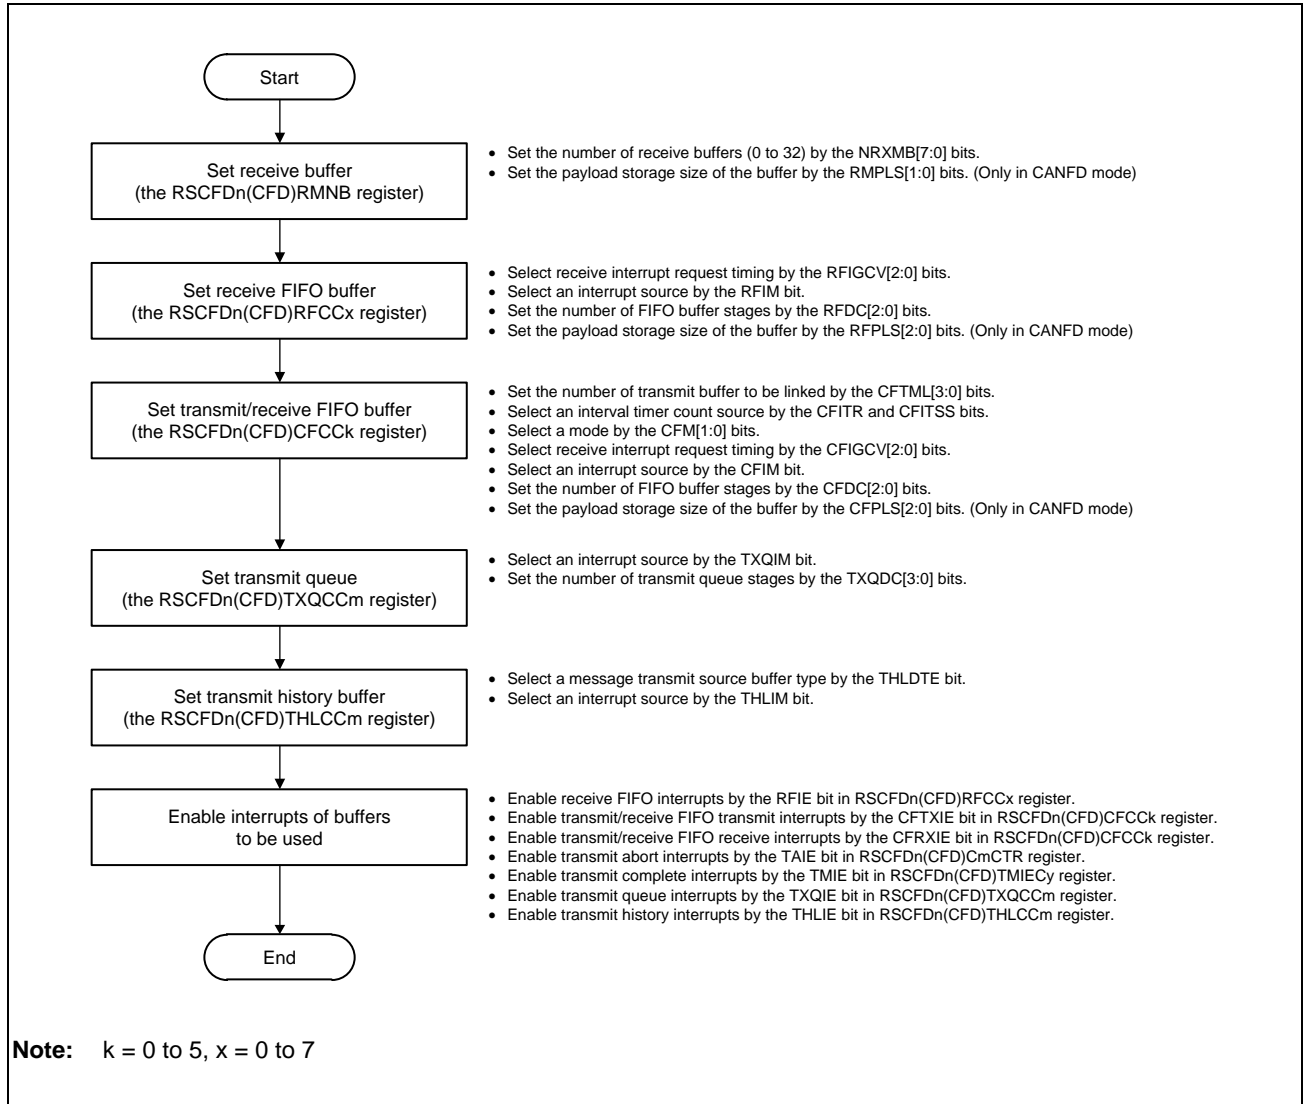 Start
Set receive buffer
(the RSCFDn(CFD)RMNB register)
• Set the number of receive buffers (0 to 32) by the NRXMB[7:0] bits.
• Set the payload storage size of the buffer by the RMPLS[1:0] bits. (Only in CANFD mode)
Set receive FIFO buffer
(the RSCFDn(CFD)RFCCx register)
• Select receive interrupt request timing by the RFIGCV[2:0] bits.
• Select an interrupt source by the RFIM bit.
• Set the number of FIFO buffer stages by the RFDC[2:0] bits.
• Set the payload storage size of the buffer by the RFPLS[2:0] bits. (Only in CANFD mode)
Set transmit/receive FIFO buffer
(the RSCFDn(CFD)CFCCk register)
• Set the number of transmit buffer to be linked by the CFTML[3:0] bits.
• Select an interval timer count source by the CFITR and CFITSS bits.
• Select a mode by the CFM[1:0] bits.
• Select receive interrupt request timing by the CFIGCV[2:0] bits.
• Select an interrupt source by the CFIM bit.
• Set the number of FIFO buffer stages by the CFDC[2:0] bits.
• Set the payload storage size of the buffer by the CFPLS[2:0] bits. (Only in CANFD mode)
Set transmit queue
(the RSCFDn(CFD)TXQCCm register)
• Select an interrupt source by the TXQIM bit.
• Set the number of transmit queue stages by the TXQDC[3:0] bits.
Set transmit history buffer
(the RSCFDn(CFD)THLCCm register)
• Select a message transmit source buffer type by the THLDTE bit.
• Select an interrupt source by the THLIM bit.
Enable interrupts of buffers
to be used
• Enable receive FIFO interrupts by the RFIE bit in RSCFDn(CFD)RFCCx register.
• Enable transmit/receive FIFO transmit interrupts by the CFTXIE bit in RSCFDn(CFD)CFCCk register.
• Enable transmit/receive FIFO receive interrupts by the CFRXIE bit in RSCFDn(CFD)CFCCk register.
• Enable transmit abort interrupts by the TAIE bit in RSCFDn(CFD)CmCTR register.
• Enable transmit complete interrupts by the TMIE bit in RSCFDn(CFD)TMIECy register.
• Enable transmit queue interrupts by the TXQIE bit in RSCFDn(CFD)TXQCCm register.
• Enable transmit history interrupts by the THLIE bit in RSCFDn(CFD)THLCCm register.
End
Note: k = 0 to 5, x = 0 to 7